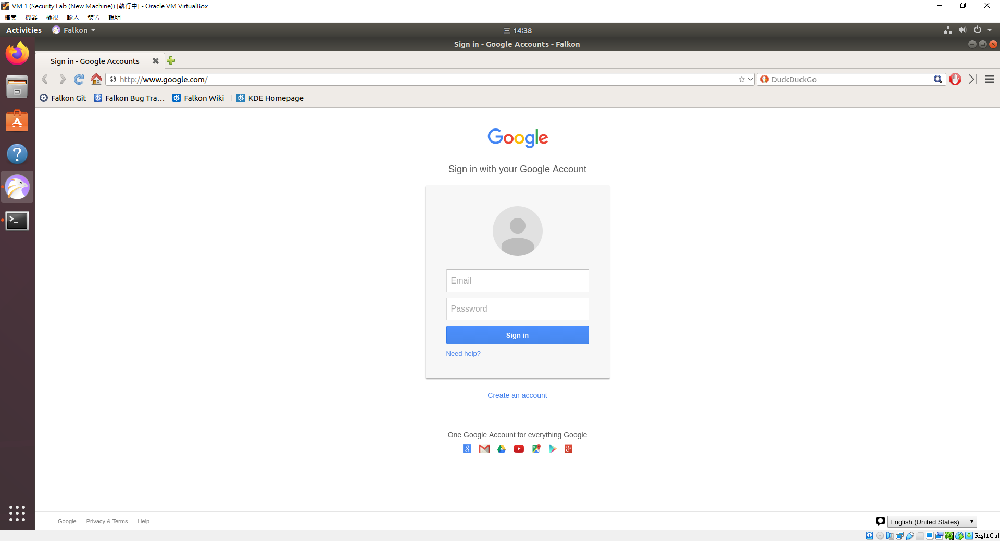 VM 1 (Security Lab (New Machine)) [執行中] - Oracle VM VirtualBox
檔案 機器 檢視 輸入 裝置 說明
Activities Falkon 三 14:38
Sign in - Google Accounts - Falkon
Sign in - Google Accounts
http://www.google.com/ DuckDuckGo
Falkon Git Falkon Bug Tra... Falkon Wiki KDE Homepage
Google
Sign in with your Google Account
Email
Password
Sign in
Need help?
Create an account
One Google Account for everything Google
Google Privacy & Terms Help English (United States)
Right Ctrl